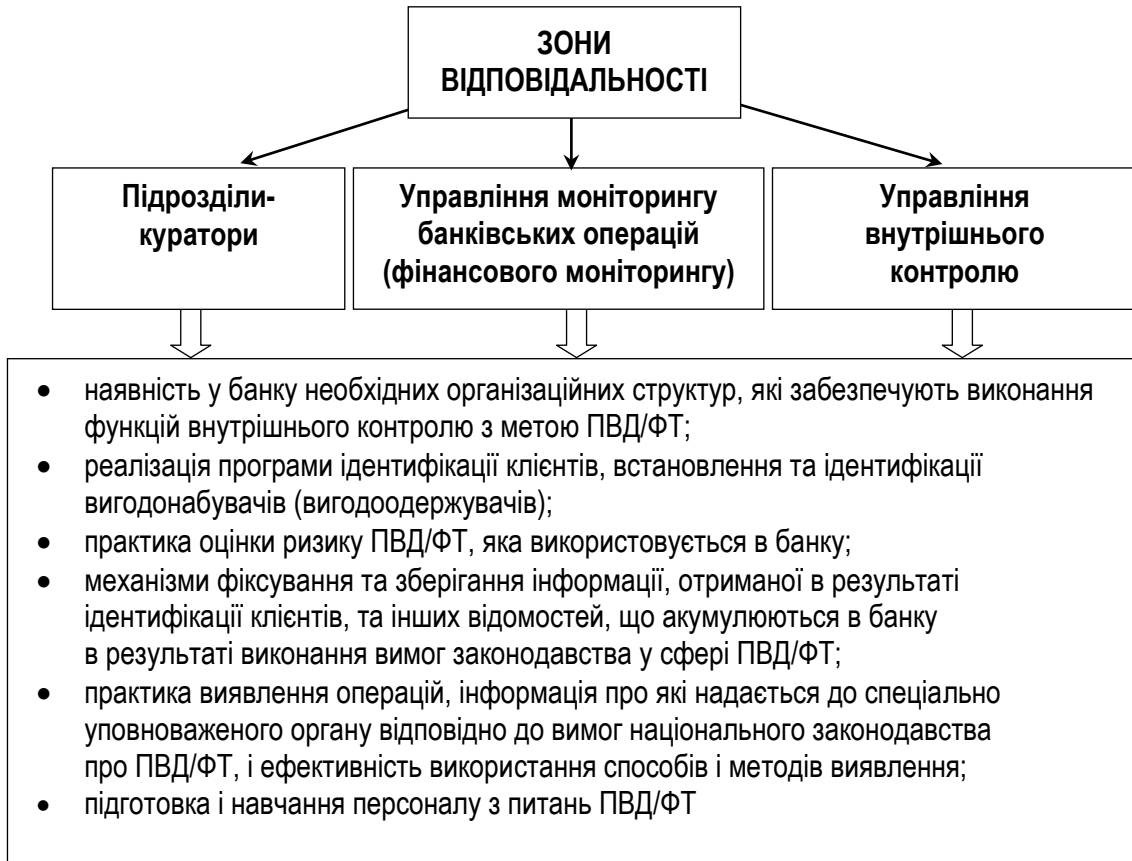 ЗОНИ
ВІДПОВІДАЛЬНОСТІ
Підрозділи-
куратори
Управління моніторингу
банківських операцій
(фінансового моніторингу)
Управління
внутрішнього
контролю
• наявність у банку необхідних організаційних структур, які забезпечують виконання
функцій внутрішнього контролю з метою ПВД/ФТ;
• реалізація програми ідентифікації клієнтів, встановлення та ідентифікації
вигодонабувачів (вигодоодержувачів);
• практика оцінки ризику ПВД/ФТ, яка використовується в банку;
• механізми фіксування та зберігання інформації, отриманої в результаті
ідентифікації клієнтів, та інших відомостей, що акумулюються в банку
в результаті виконання вимог законодавства у сфері ПВД/ФТ;
• практика виявлення операцій, інформація про які надається до спеціально
уповноваженого органу відповідно до вимог національного законодавства
про ПВД/ФТ, і ефективність використання способів і методів виявлення;
• підготовка і навчання персоналу з питань ПВД/ФТ